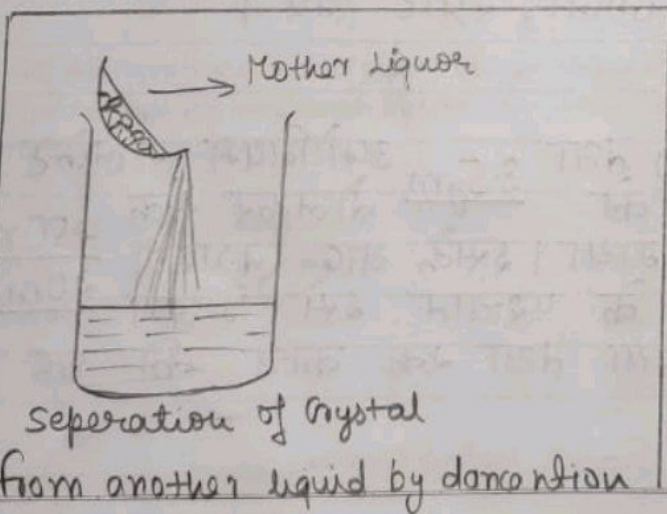 Mother Liquor
seperation of Crystal
from another liquid by dancantion